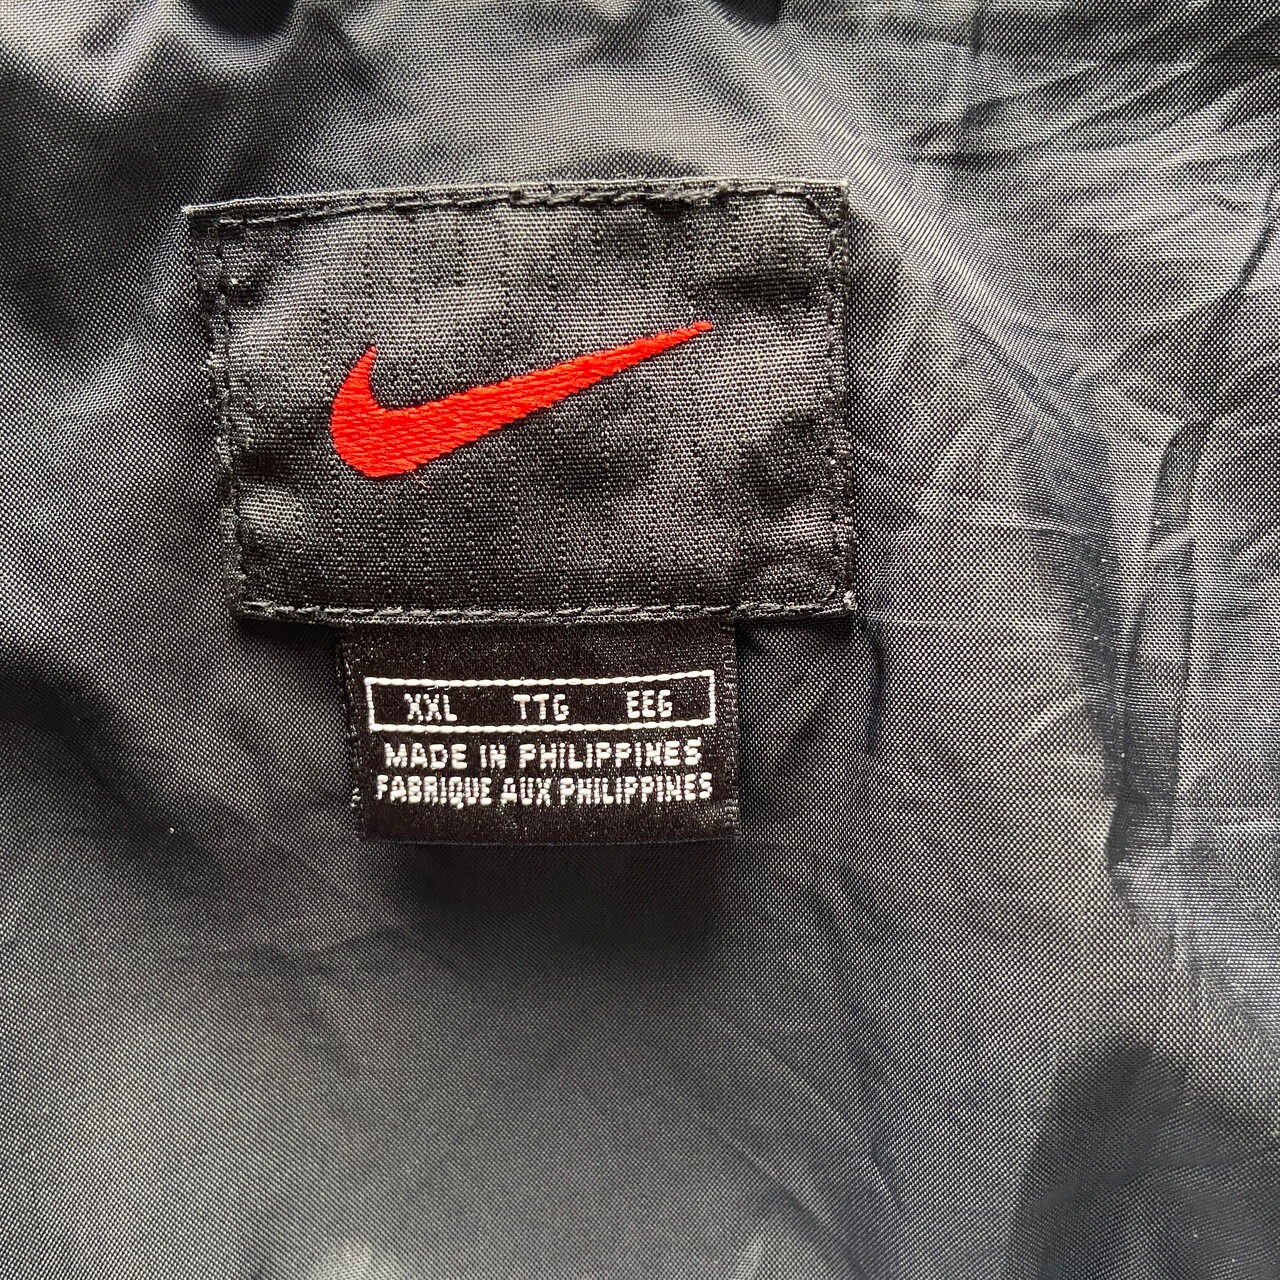 XXL TTG EEG
MADE IN PHILIPPINES
FABRIQUE AUX PHILIPPINES